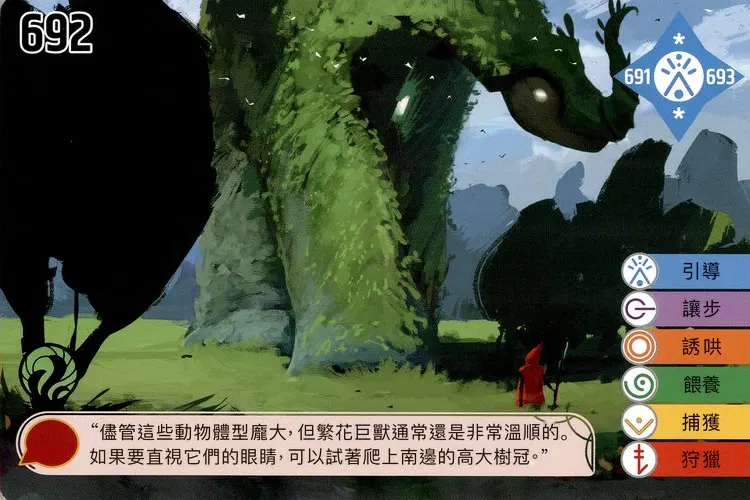 692
*
691 693
*
引導
讓步
誘哄
餵養
捕獲
狩獵
“儘管這些動物體型龐大，但繁花巨獸通常還是非常溫順的。
如果要直視它們的眼睛，可以試著爬上南邊的高大樹冠。”